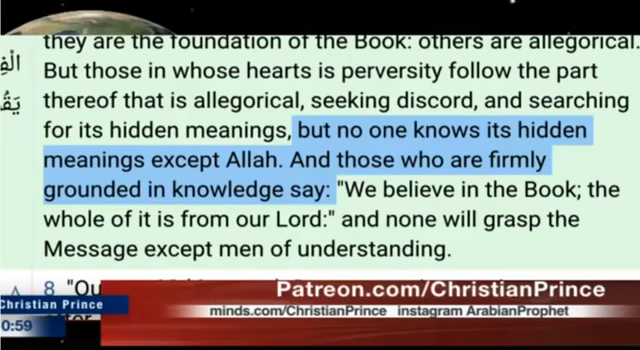 they are the foundation of the Book: others are allegorical.
But those in whose hearts is perversity follow the part
thereof that is allegorical, seeking discord, and searching
for its hidden meanings, but no one knows its hidden
meanings except Allah. And those who are firmly
grounded in knowledge say: "We believe in the Book; the
whole of it is from our Lord:" and none will grasp the
Message except men of understanding.
8 "Ou
Patreon.com/ChristianPrince
Christian Prince
minds.com/ChristianPrince instagram ArabianProphet
0:59